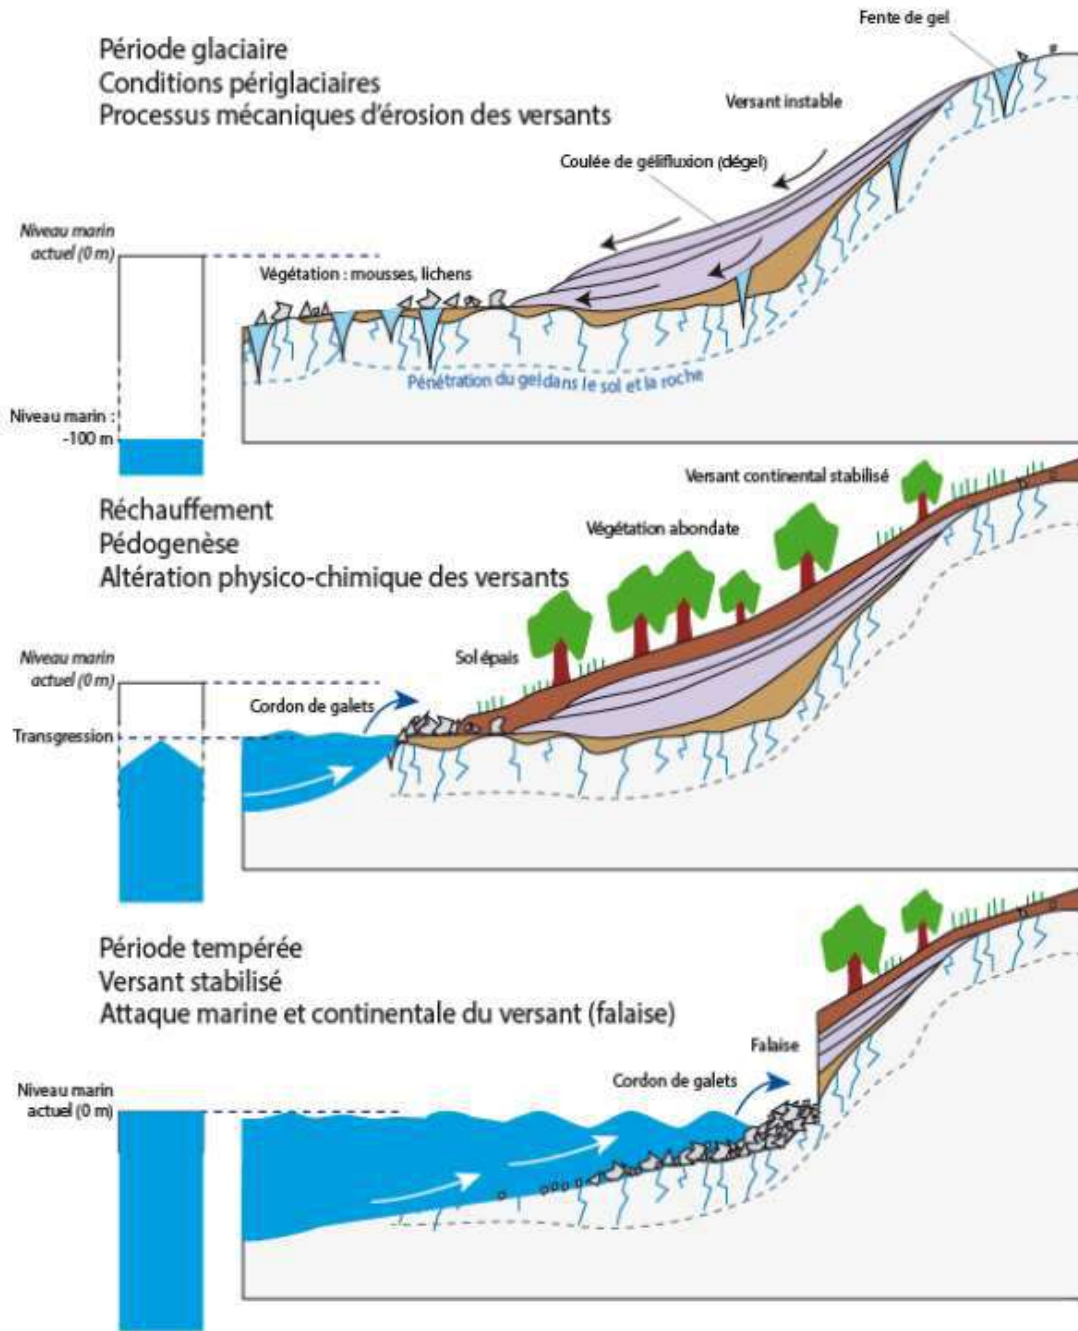 Fente de gel
Période glaiciaire
Conditions périglaciaires
Processus mécaniques d'érosion des versants
Versant instable
Coulée de gélifluxion (dégel)
Niveau marin
actuel (0 m)
Végétation : mousses, lichens
Pénétration du gel dans le sol et la roche
Niveau marin :
-100 m
Versant continental stabilisé
Réchauffement
Pédogenèse
Altération physico-chimique des versants
Végétation abondate
Niveau marin
actuel (0 m)
Sol épais
Cordon de galets
Transgression
Période tempérée
Versant stabilisé
Attaque marine et continentale du versant (falaise)
Falaise
Cordon de galets
Niveau marin
actuel (0 m)